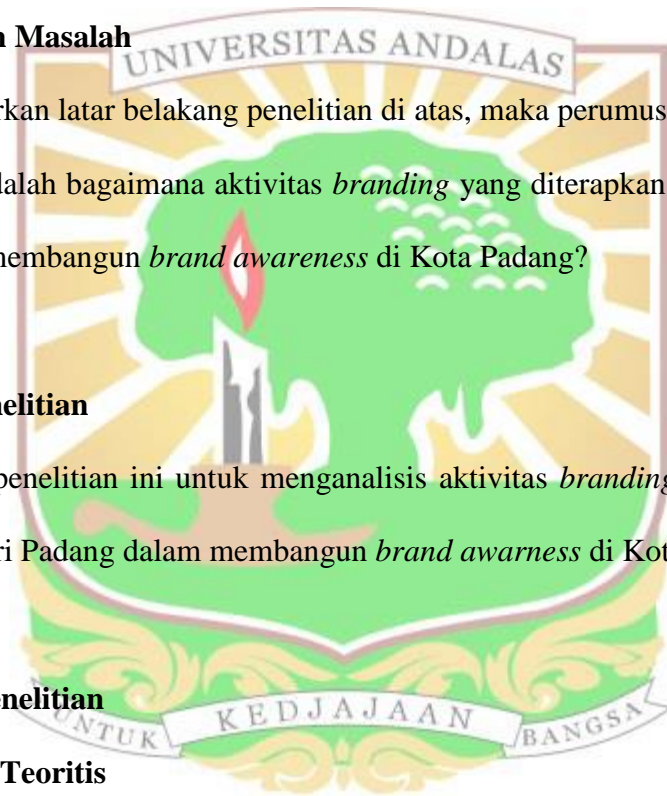 n Masalah
UNIVERSITAS ANDALAS
rkan latar belakang penelitian di atas, maka perumus
dalah bagaimana aktivitas branding yang diterapkan
membangun brand awareness di Kota Padang?
nelitian
penelitian ini untuk menganalisis aktivitas branding
ri Padang dalam membangun brand awarness di Kot
enelitian
UNTUK KEDJAJAAN BANGSA
Teoritis